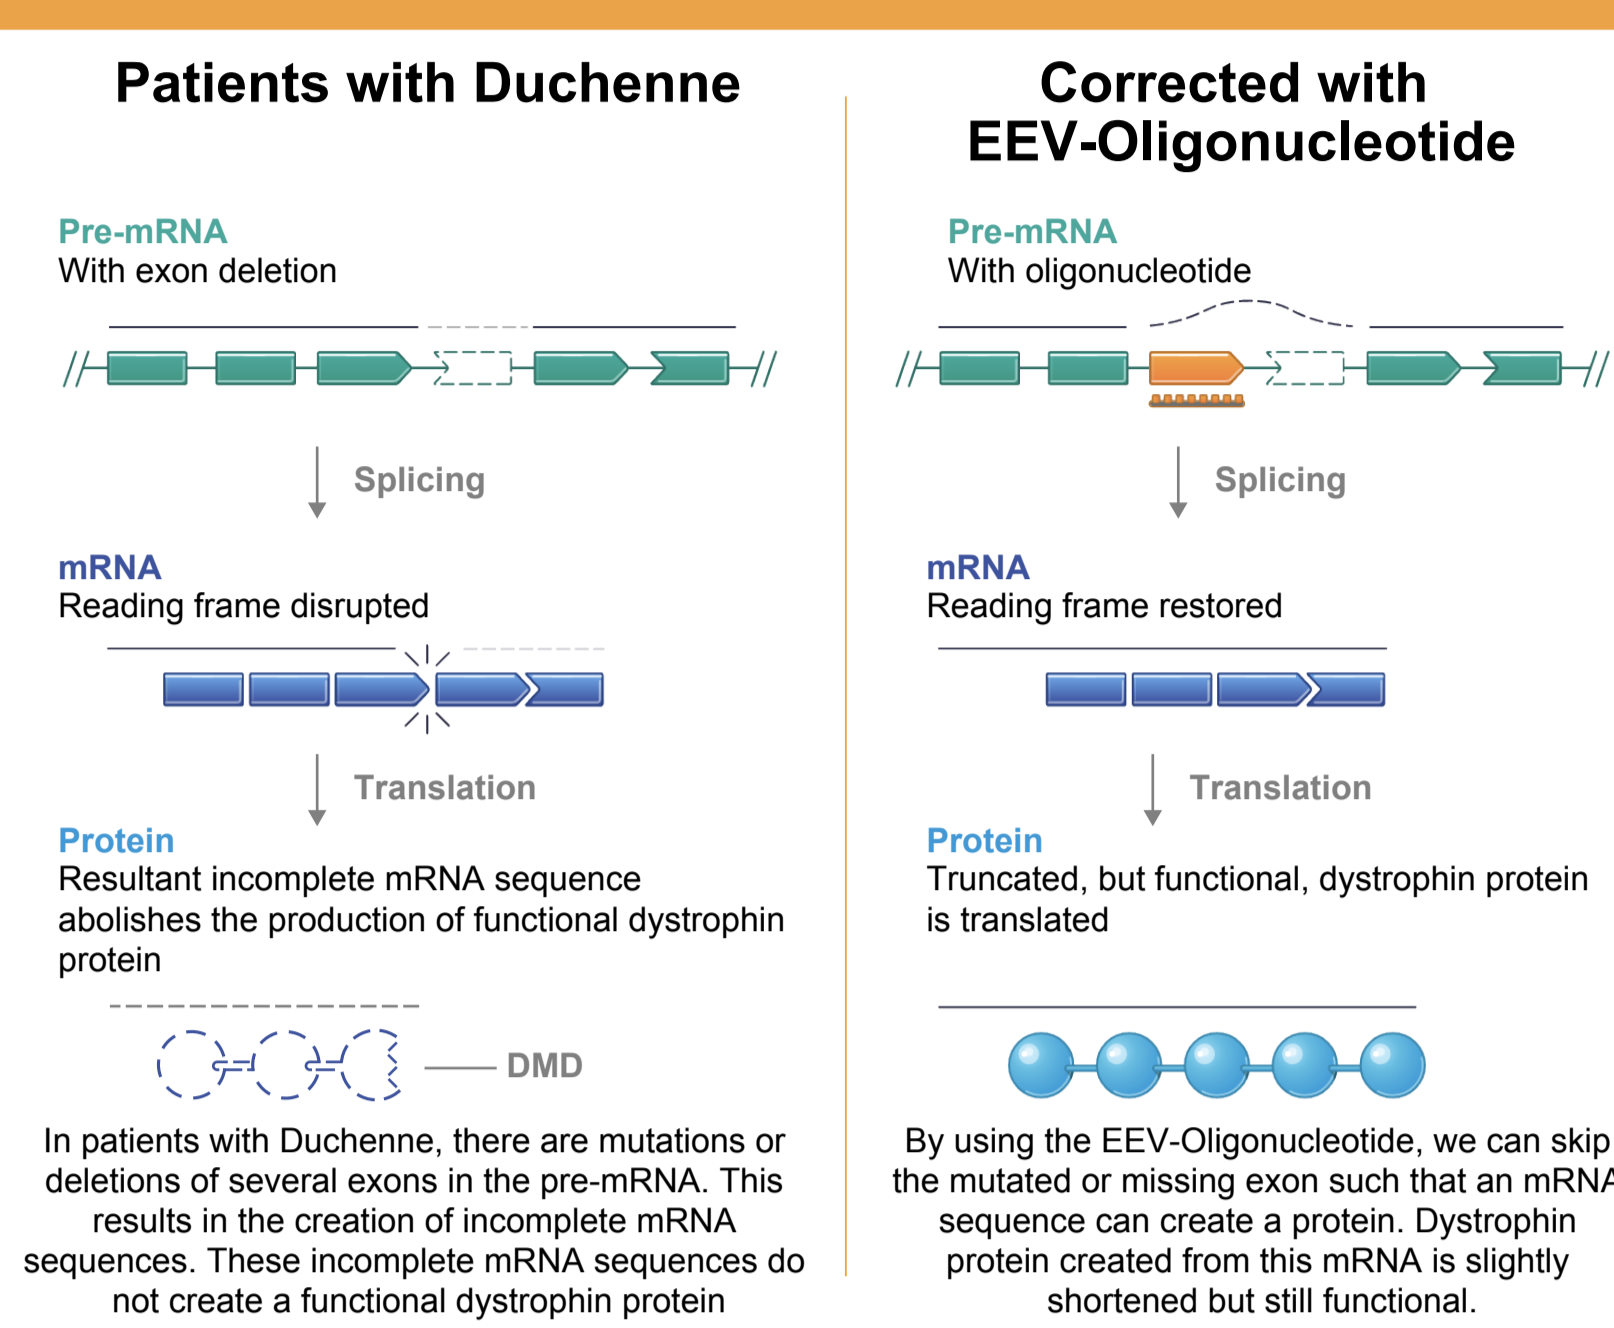 Patients with Duchenne
Pre-mRNA
With exon deletion
Splicing
mRNA
Reading frame disrupted
Translation
Protein
Resultant incomplete mRNA sequence
abolishes the production of functional dystrophin
protein
DMD
In patients with Duchenne, there are mutations or
deletions of several exons in the pre-mRNA. This
results in the creation of incomplete mRNA
sequences. These incomplete mRNA sequences do
not create a functional dystrophin protein
Corrected with
EEV-Oligonucleotide
Pre-mRNA
With oligonucleotide
Splicing
mRNA
Reading frame restored
Translation
Protein
Truncated, but functional, dystrophin protein
is translated
By using the EEV-Oligonucleotide, we can skip
the mutated or missing exon such that an mRNA
sequence can create a protein. Dystrophin
protein created from this mRNA is slightly
shortened but still functional.